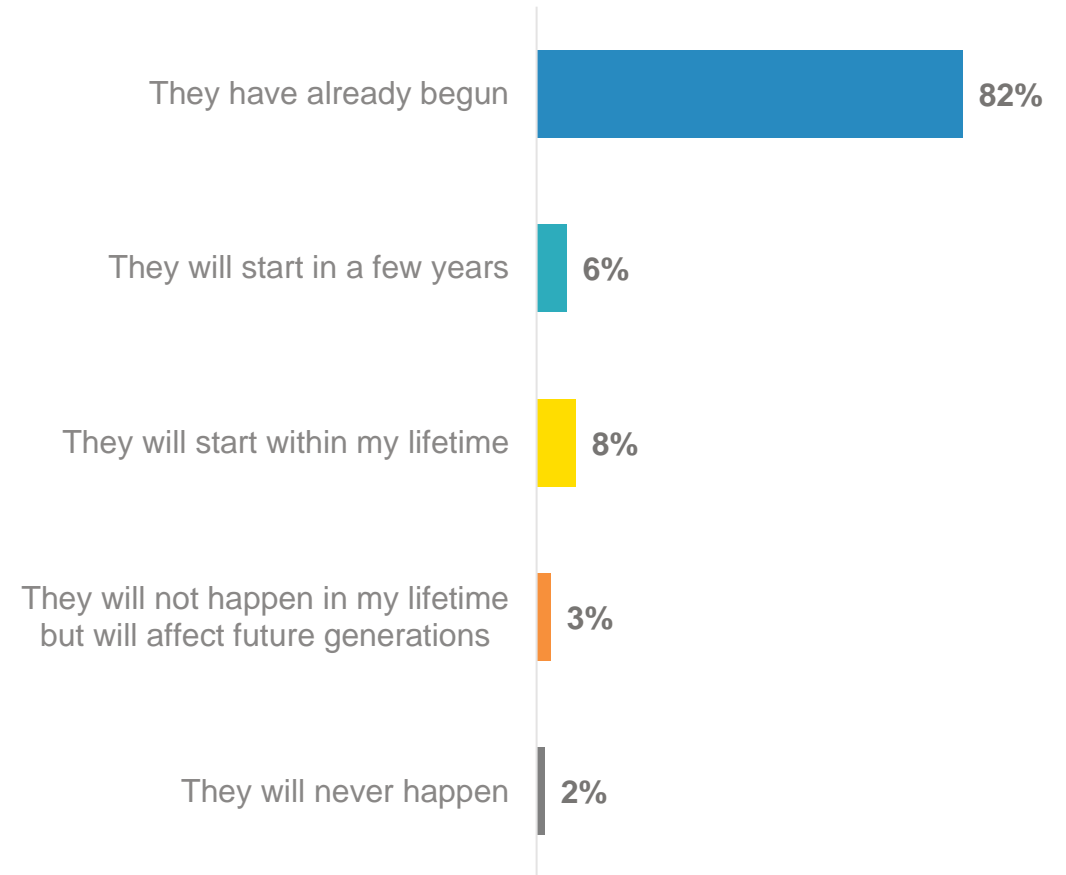 They have already begun
82%
They will start in a few years
6%
They will start within my lifetime
8%
They will not happen in my lifetime
but will affect future generations
3%
They will never happen
2%